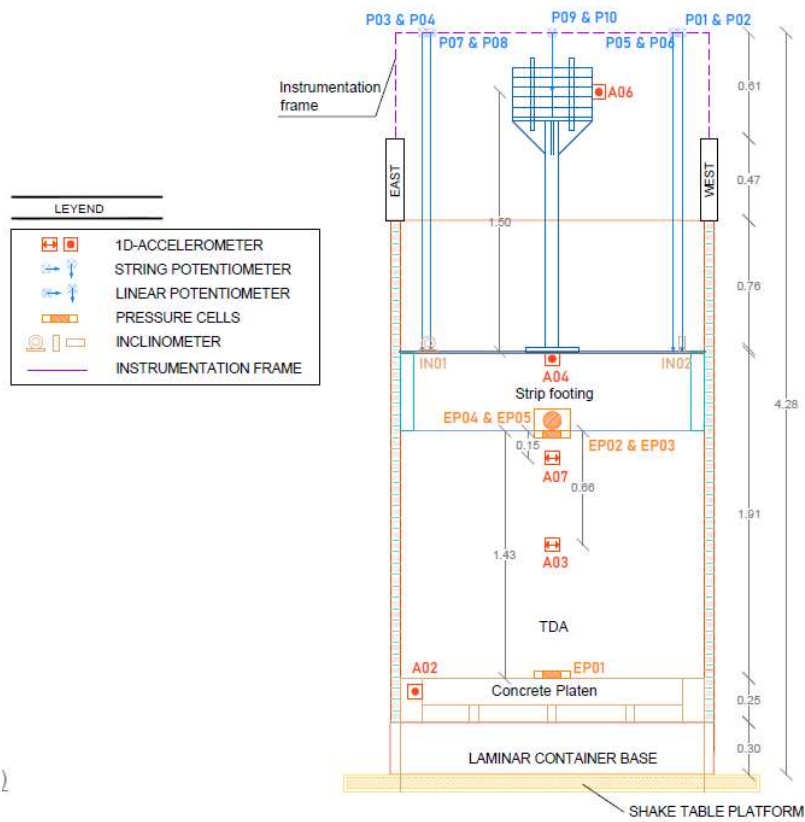 P03 & P04
P09 & P10
P01 & P02
P07 & P08
P05 & P06
Instrumentation
frame
A06
0.61
EAST
WEST
0.47
LEYEND
1D-ACCELEROMETER
STRING POTENTIOMETER
LINEAR POTENTIOMETER
PRESSURE CELLS
INCLINOMETER
INSTRUMENTATION FRAME
1.50
0.76
IN01
A04
IN02
Strip footing
4.28
EP04 & EP05
0.15
EP02 & EP03
A07
0.66
1.91
1.43
A03
TDA
A02
EP01
Concrete Platen
0.25
LAMINAR CONTAINER BASE
0.30
SHAKE TABLE PLATFORM